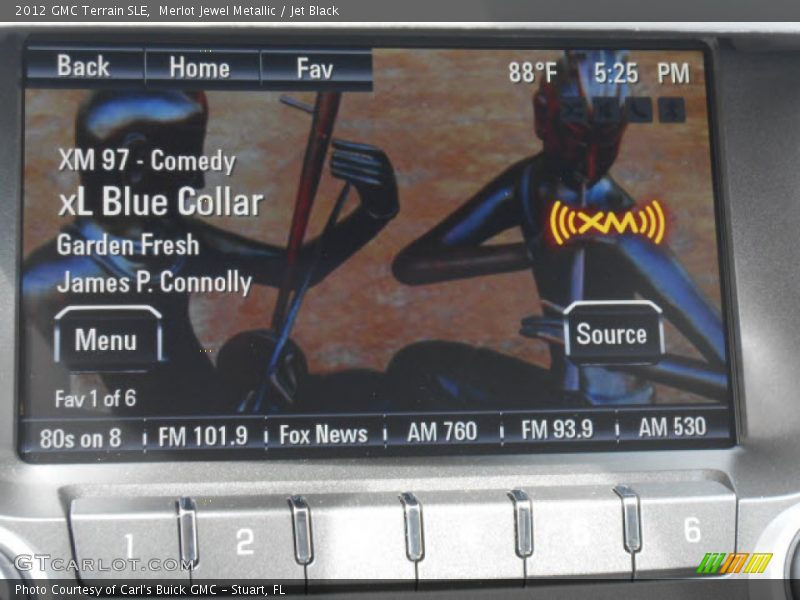 2012 GMC Terrain SLE, Merlot Jewel Metallic / Jet Black
Back Home Fav 88°F 5:25 PM
XM 97 - Comedy
xL Blue Collar
XM
Garden Fresh
James P. Connolly
Menu Source
Fav 1 of 6
80s on 8 FM 101.9 Fox News AM 760 FM 93.9 AM 530
1 2 6
GTCARLOT.COM
Photo Courtesy of Carl's Buick GMC - Stuart, FL